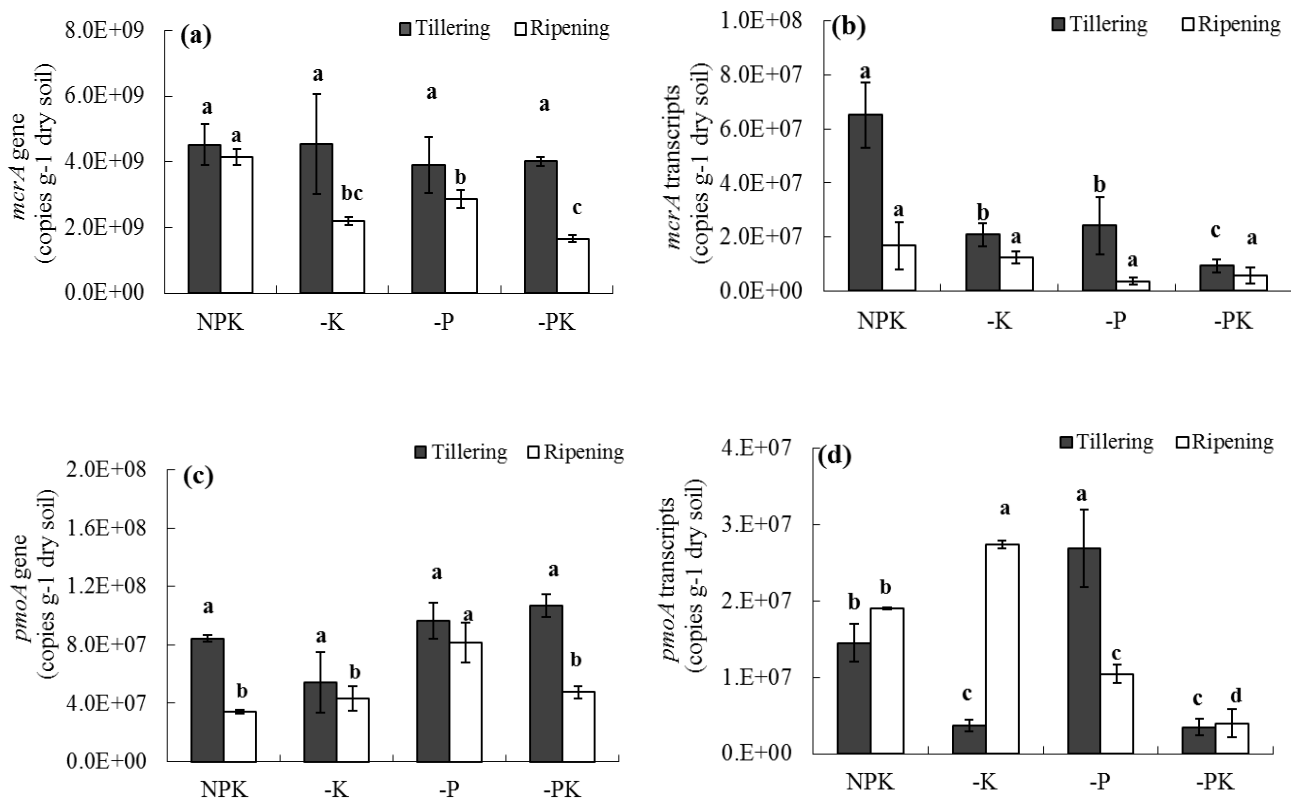 (a)
Tillering Ripening
8.0E+09
6.0E+09
4.0E+09
2.0E+09
0.0E+00
mcrA gene
(copies g-1 dry soil)
a a a bc a b a c
NPK -K -P -PK
(b)
Tillering Ripening
1.0E+08
8.0E+07
6.0E+07
4.0E+07
2.0E+07
0.0E+00
mcrA transcripts
(copies g-1 dry soil)
a a b a b a c a
NPK -K -P -PK
(c)
Tillering Ripening
2.0E+08
1.6E+08
1.2E+08
8.0E+07
4.0E+07
0.0E+00
pmoA gene
(copies g-1 dry soil)
a b a b a a a b
NPK -K -P -PK
(d)
Tillering Ripening
4.0E+07
3.0E+07
2.0E+07
1.0E+07
0.0E+00
pmoA transcripts
(copies g-1 dry soil)
b b c a a c c d
NPK -K -P -PK